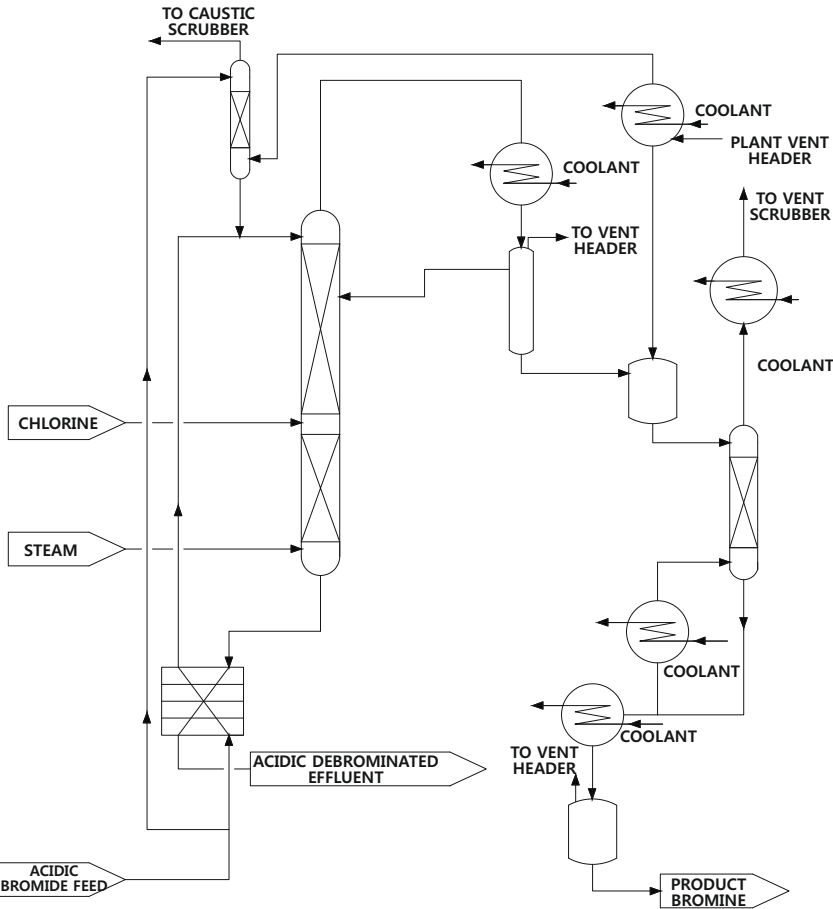 TO CAUSTIC
SCRUBBER
COOLANT
PLANT VENT
HEADER
COOLANT
TO VENT
SCRUBBER
TO VENT
HEADER
COOLANT
CHLORINE
STEAM
COOLANT
COOLANT
TO VENT
HEADER
ACIDIC DEBROMINATED
EFFLUENT
ACIDIC
BROMIDE FEED
PRODUCT
BROMINE